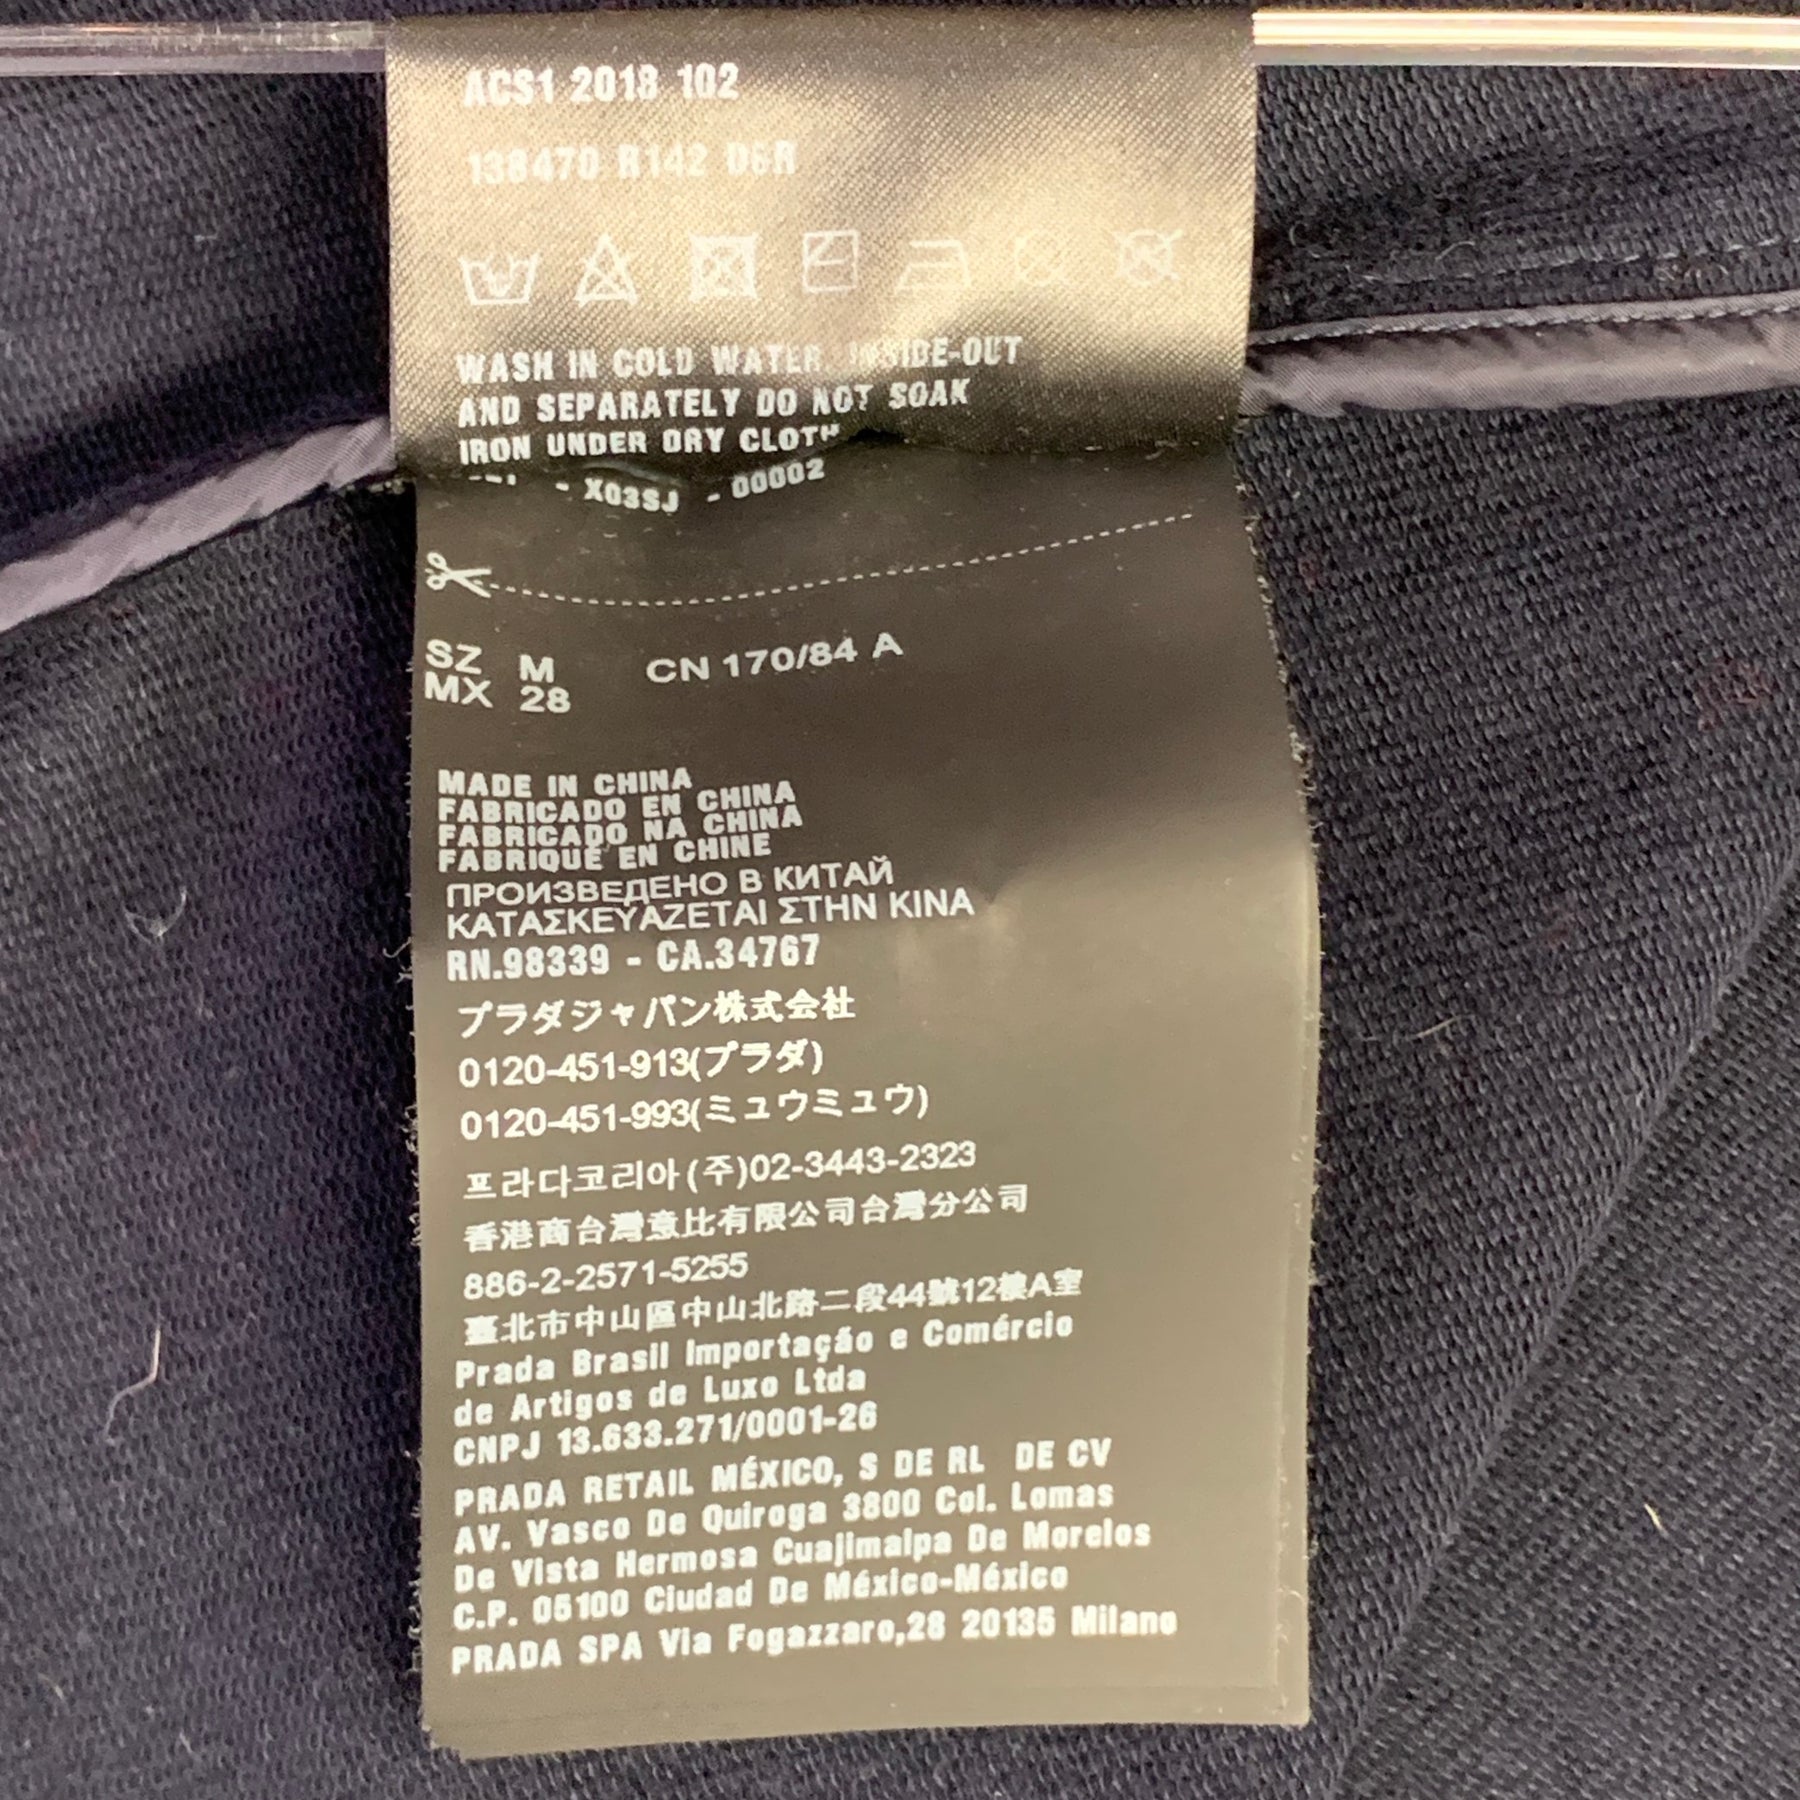 ACS1 2018 102
138470 R142 D6R
WASH IN COLD WATER INSIDE-OUT
AND SEPARATELY DO NOT SOAK
IRON UNDER DRY CLOTH
- X03SJ - 00002
SZ M CN 170/84 A
MX 28
MADE IN CHINA
FABRICADO EN CHINA
FABRICADO NA CHINA
FABRIQUÉ EN CHINE
ПРОИЗВЕДЕНО В КИТАЙ
ΚΑΤΑΣΚΕΥΑΖΕΤΑΙ ΣΤΗΝ ΚΙΝΑ
RN.98339 - CA.34767
プラダジャパン株式会社
0120-451-913(プラダ)
0120-451-993(ミュウミュウ)
프라다코리아(주)02-3443-2323
香港商台灣意比有限公司台灣分公司
886-2-2571-5255
臺北市中山區中山北路二段44號12樓A室
Prada Brasil Importação e Comércio
de Artigos de Luxo Ltda
CNPJ 13.633.271/0001-26
PRADA RETAIL MÉXICO, S DE RL DE CV
AV. Vasco De Quiroga 3800 Col. Lomas
De Vista Hermosa Cuajimalpa De Morelos
C.P. 05100 Ciudad De México-México
PRADA SPA Via Fogazzaro,28 20135 Milano